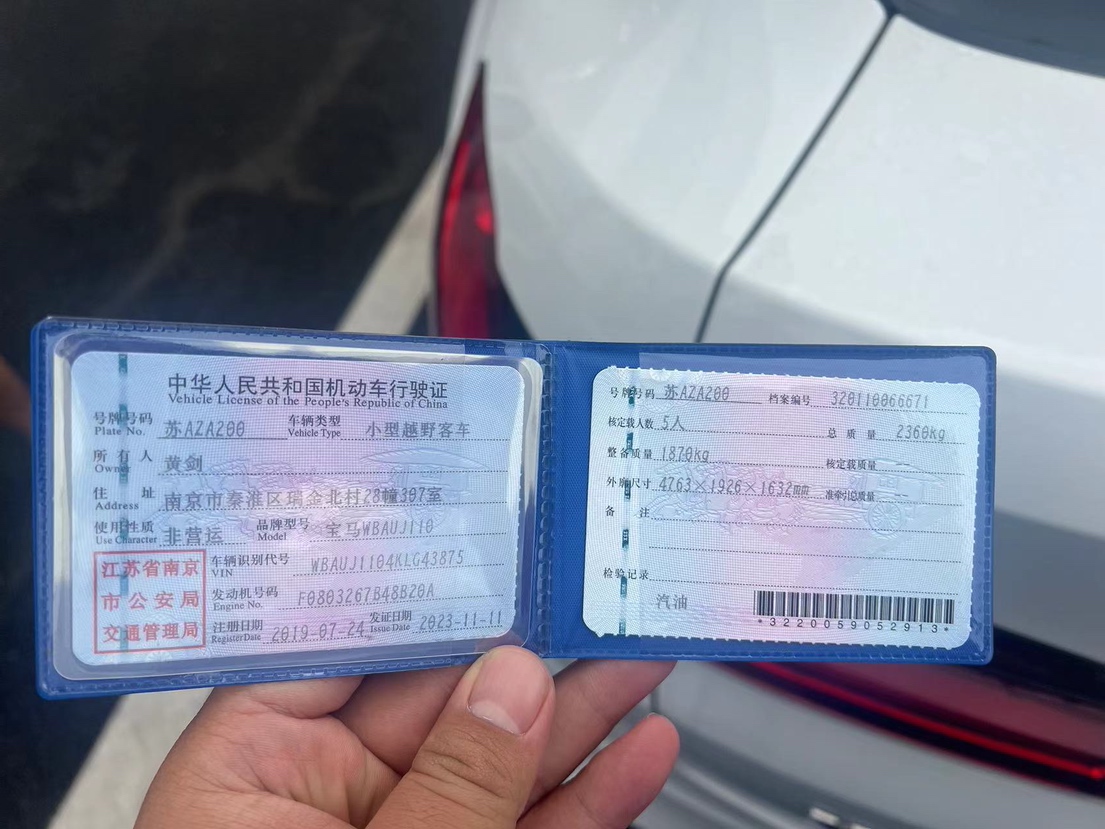 中华人民共和国机动车行驶证
Vehicle License of the People's Republic of China
号牌号码 苏AZA200 车辆类型 小型越野客车
Plate No. Vehicle Type
所有人 黄剑
Owner
住址 南京市秦淮区瑞金北村28幢307室
Address
使用性质 非营运 品牌型号 宝马WBAUJ110
Use Character Model
江苏省南京
市公安局
交通管理局
车辆识别代号 WBAUJ1104KLG43875
VIN
发动机号码 F0803267B48B20A
Engine No.
注册日期 2019-07-24 发证日期 2023-11-11
Register Date Issue Date
号牌号码 苏AZA200 档案编号 320110066671
核定载人数 5人 总质量 2360kg
整备质量 1870kg 核定载质量 --
外廓尺寸 4763×1926×1632mm 准牵引总质量 --
备注
检验记录
汽油
*3220059052913*